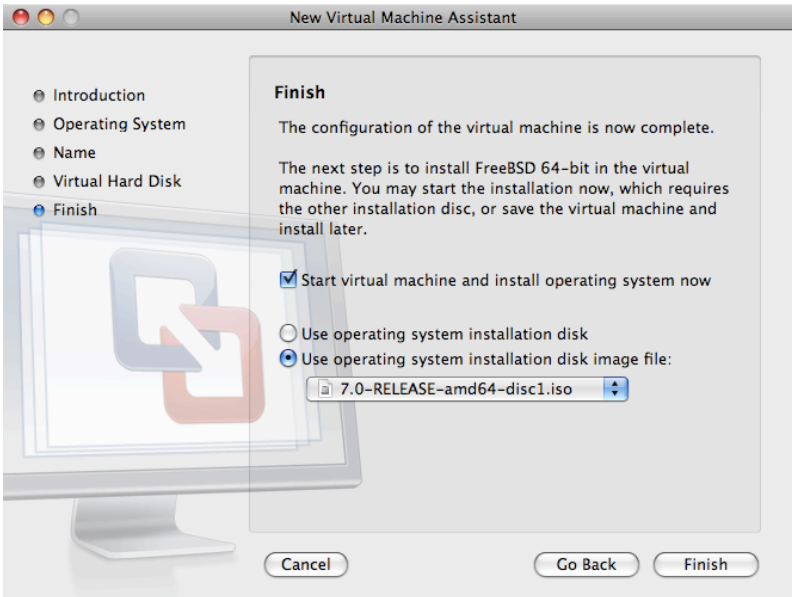 New Virtual Machine Assistant
Introduction
Operating System
Name
Virtual Hard Disk
Finish
Finish
The configuration of the virtual machine is now complete.
The next step is to install FreeBSD 64-bit in the virtual
machine. You may start the installation now, which requires
the other installation disc, or save the virtual machine and
install later.
Start virtual machine and install operating system now
Use operating system installation disk
Use operating system installation disk image file:
7.0-RELEASE-amd64-disc1.iso
Cancel
Go Back
Finish